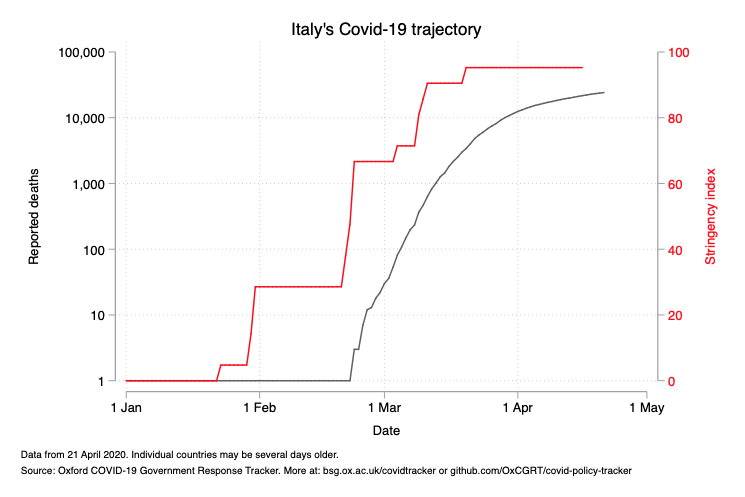 Italy's Covid-19 trajectory
100,000
10,000
1,000
100
10
1
Reported deaths
100
80
60
40
20
0
Stringency index
1 Jan
1 Feb
1 Mar
1 Apr
1 May
Date
Data from 21 April 2020. Individual countries may be several days older.
Source: Oxford COVID-19 Government Response Tracker. More at: bsg.ox.ac.uk/covidtracker or github.com/OxCGRT/covid-policy-tracker